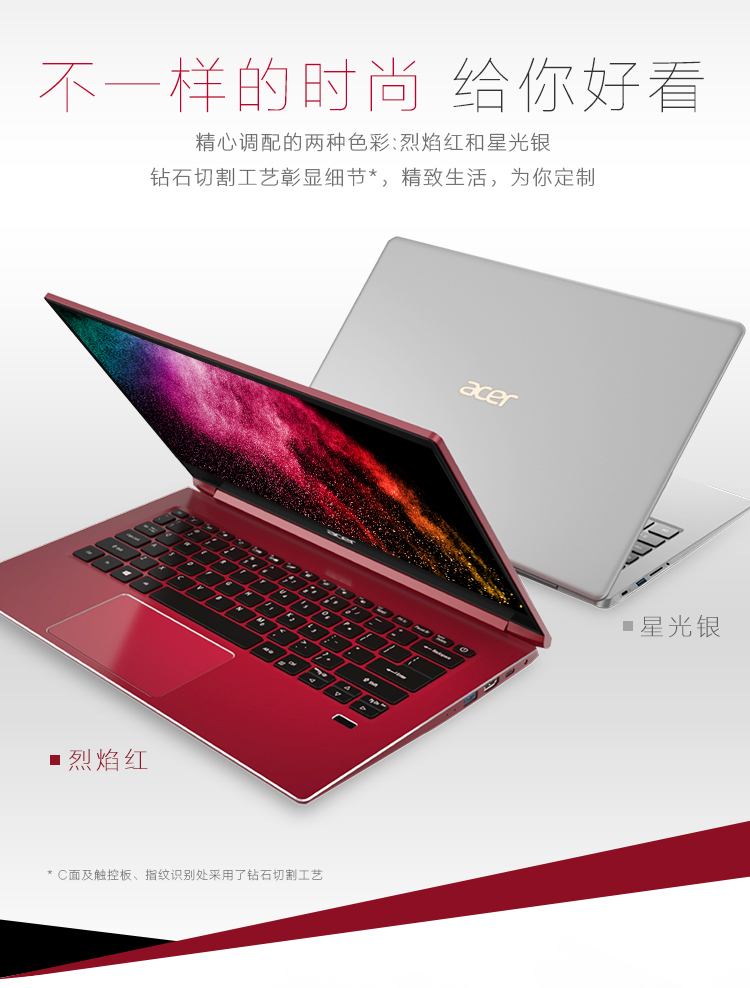 不一样的时尚 给你好看
精心调配的两种色彩:烈焰红和星光银
钻石切割工艺彰显细节*，精致生活，为你定制
acer
acer
星光银
烈焰红
* C面及触控板、指纹识别处采用了钻石切割工艺